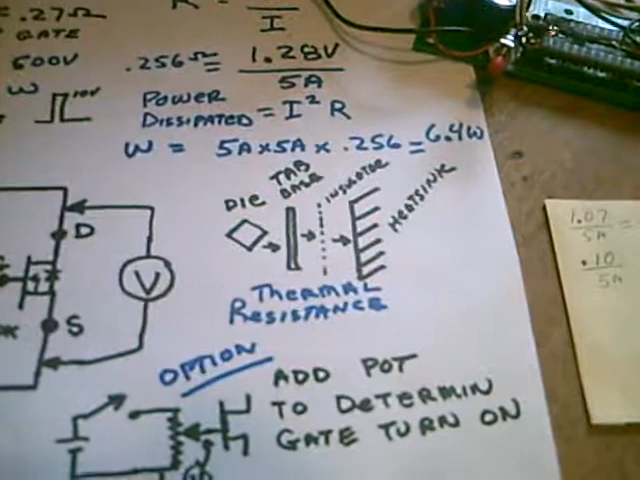 = .27Ω
GATE
600V
W
10V
R = — I
.256Ω = 1.28V
5A
POWER
DISSIPATED = I² R
W = 5A x 5A x .256 = 6.4W
DIE
TAB
BASE
INSULATOR
HEATSINK
THERMAL
RESISTANCE
D
V
S
OPTION
ADD POT
TO DETERMIN
GATE TURN ON
1.07
5A =
.10
5A